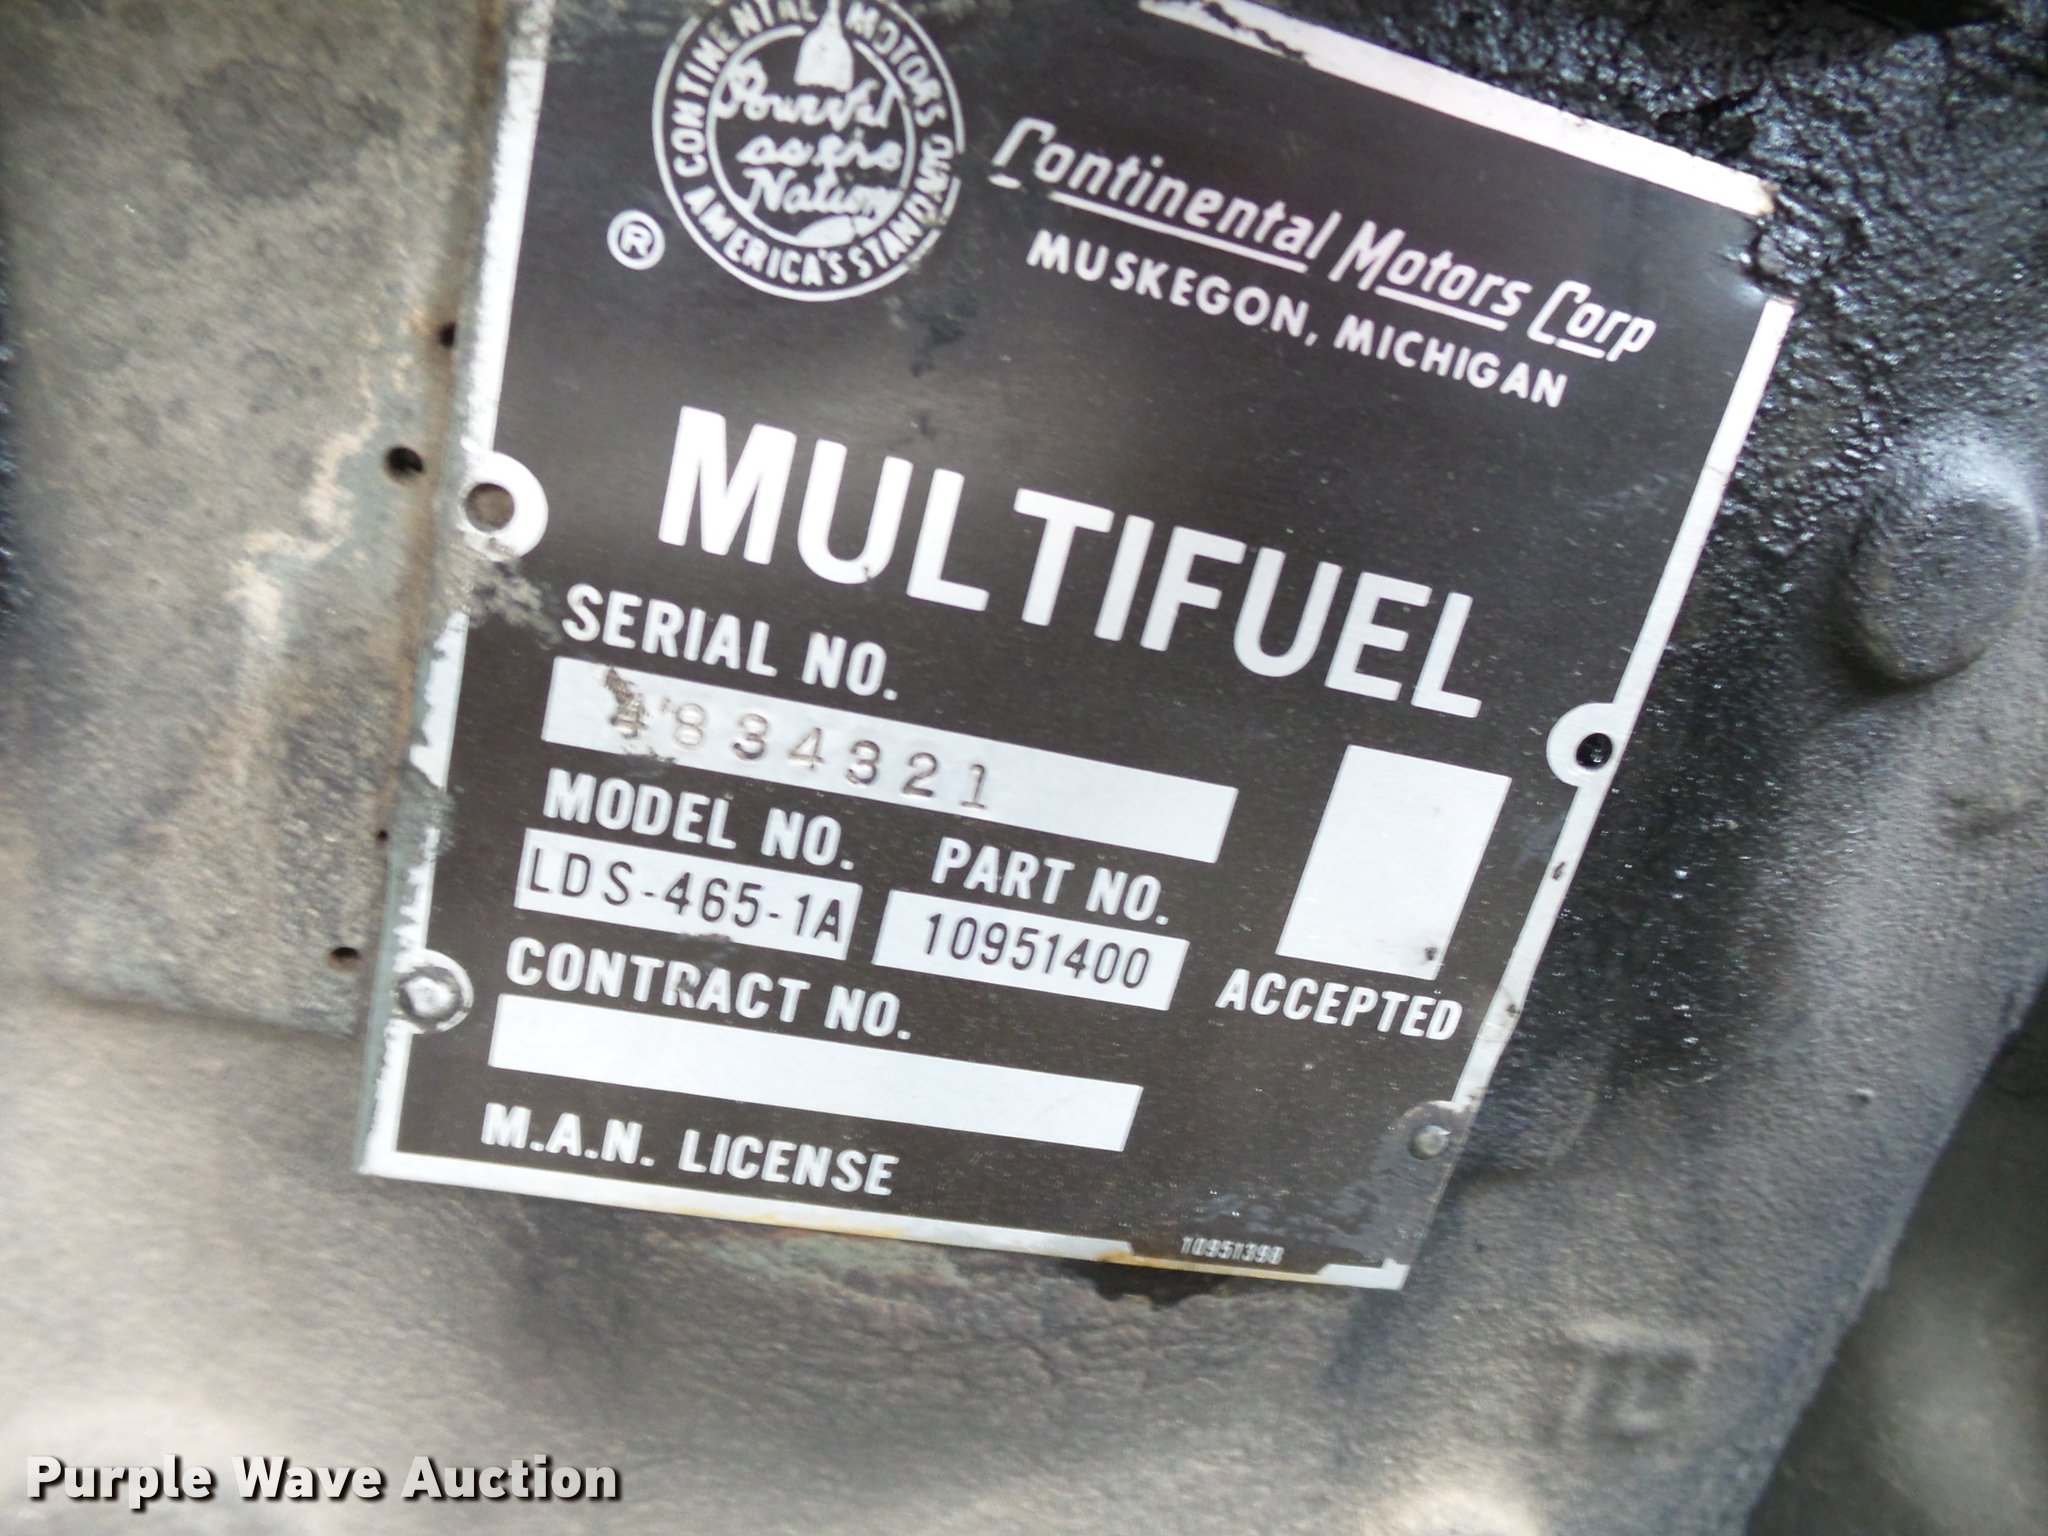 CONTINENTAL MOTORS
Powerful
as the
Nation
AMERICA'S STANDARD
®
Continental Motors Corp
MUSKEGON, MICHIGAN
MULTIFUEL
SERIAL NO.
4834321
MODEL NO. PART NO.
LDS-465-1A 10951400
ACCEPTED
CONTRACT NO.
M.A.N. LICENSE
10951390
Purple Wave Auction